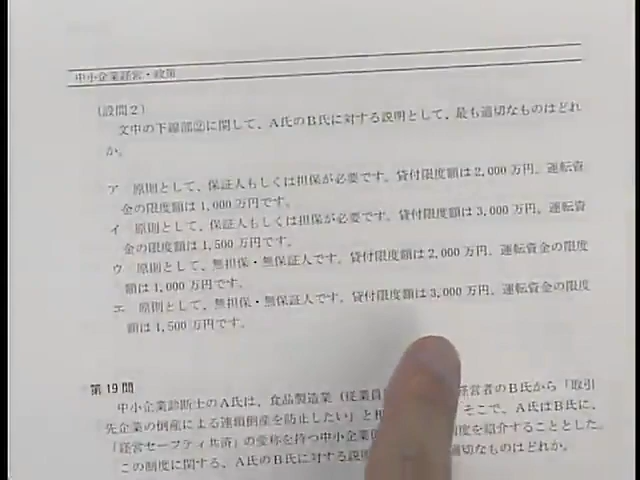 中小企業経営・政策
(設問2)
文中の下線部②に関して、A氏のB氏に対する説明として、最も適切なものはどれ
か。
ア 原則として、保証人もしくは担保が必要です。貸付限度額は2,000万円、運転資
金の限度額は1,000万円です。
イ 原則として、保証人もしくは担保が必要です。貸付限度額は3,000万円、運転資
金の限度額は1,500万円です。
ウ 原則として、無担保・無保証人です。貸付限度額は2,000万円、運転資金の限度
額は1,000万円です。
エ 原則として、無担保・無保証人です。貸付限度額は3,000万円、運転資金の限度
額は1,500万円です。
第19問
中小企業診断士のA氏は、食品製造業(従業員 経営者のB氏から「取引
先企業の倒産による連鎖倒産を防止したい」と相 そこで、A氏はB氏に、
「経営セーフティ共済」の愛称を持つ中小企業 度を紹介することとした。
この制度に関する、A氏のB氏に対する説明 適切なものはどれか。